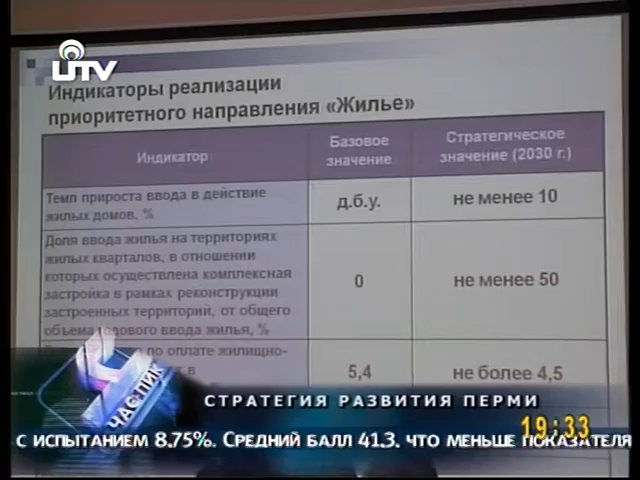 UTV
Индикаторы реализации
приоритетного направления «Жилье»
Индикатор
Базовое
значение
Стратегическое
значение (2030 г.)
Темп прироста ввода в действие
жилых домов, %
д.б.у.
не менее 10
Доля ввода жилья на территориях
жилых кварталов, в отношении
которых осуществлена комплексная
застройка в рамках реконструкции
застроенных территорий, от общего
объема годового ввода жилья, %
0
не менее 50
по оплате жилищно-
в
5,4
не более 4,5
ЧАС ПИК
СТРАТЕГИЯ РАЗВИТИЯ ПЕРМИ
19:33
С ИСПЫТАНИЕМ 8.75%. СРЕДНИЙ БАЛЛ 41.3, ЧТО МЕНЬШЕ ПОКАЗАТЕЛЯ